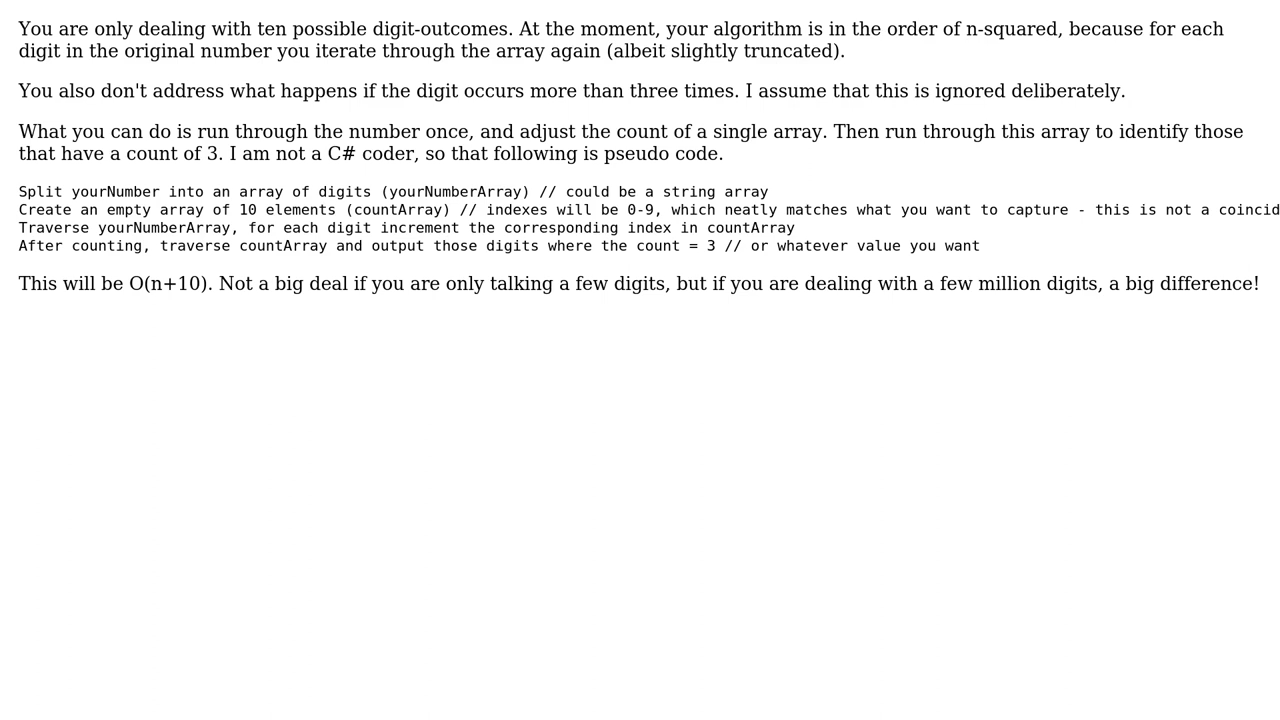 You are only dealing with ten possible digit-outcomes. At the moment, your algorithm is in the order of n-squared, because for each
digit in the original number you iterate through the array again (albeit slightly truncated).
You also don't address what happens if the digit occurs more than three times. I assume that this is ignored deliberately.
What you can do is run through the number once, and adjust the count of a single array. Then run through this array to identify those
that have a count of 3. I am not a C# coder, so that following is pseudo code.
Split yourNumber into an array of digits (yourNumberArray) // could be a string array
Create an empty array of 10 elements (countArray) // indexes will be 0-9, which neatly matches what you want to capture - this is not a coincid
Traverse yourNumberArray, for each digit increment the corresponding index in countArray
After counting, traverse countArray and output those digits where the count = 3 // or whatever value you want
This will be O(n+10). Not a big deal if you are only talking a few digits, but if you are dealing with a few million digits, a big difference!